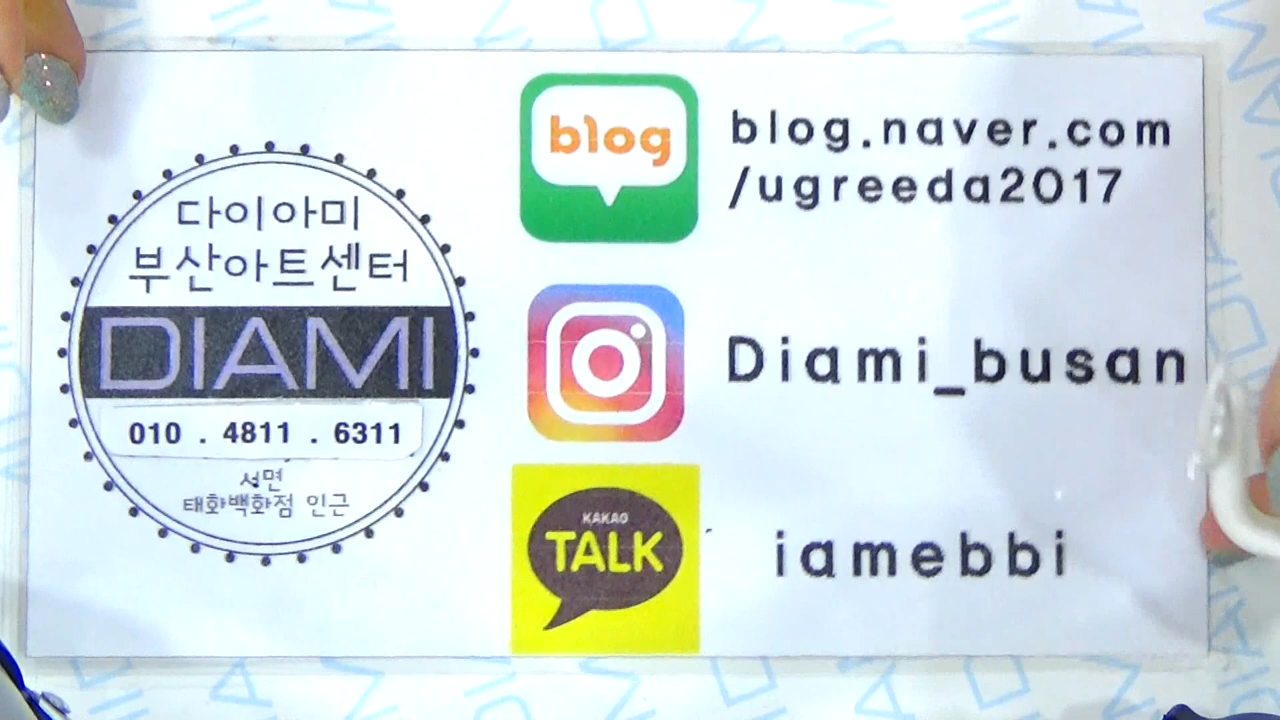 다이아미
부산아트센터
DIAMI
010 . 4811 . 6311
서면
태화백화점 인근
blog
blog.naver.com
/ugreeda2017
Diami_busan
KAKAO
TALK
iamebbi